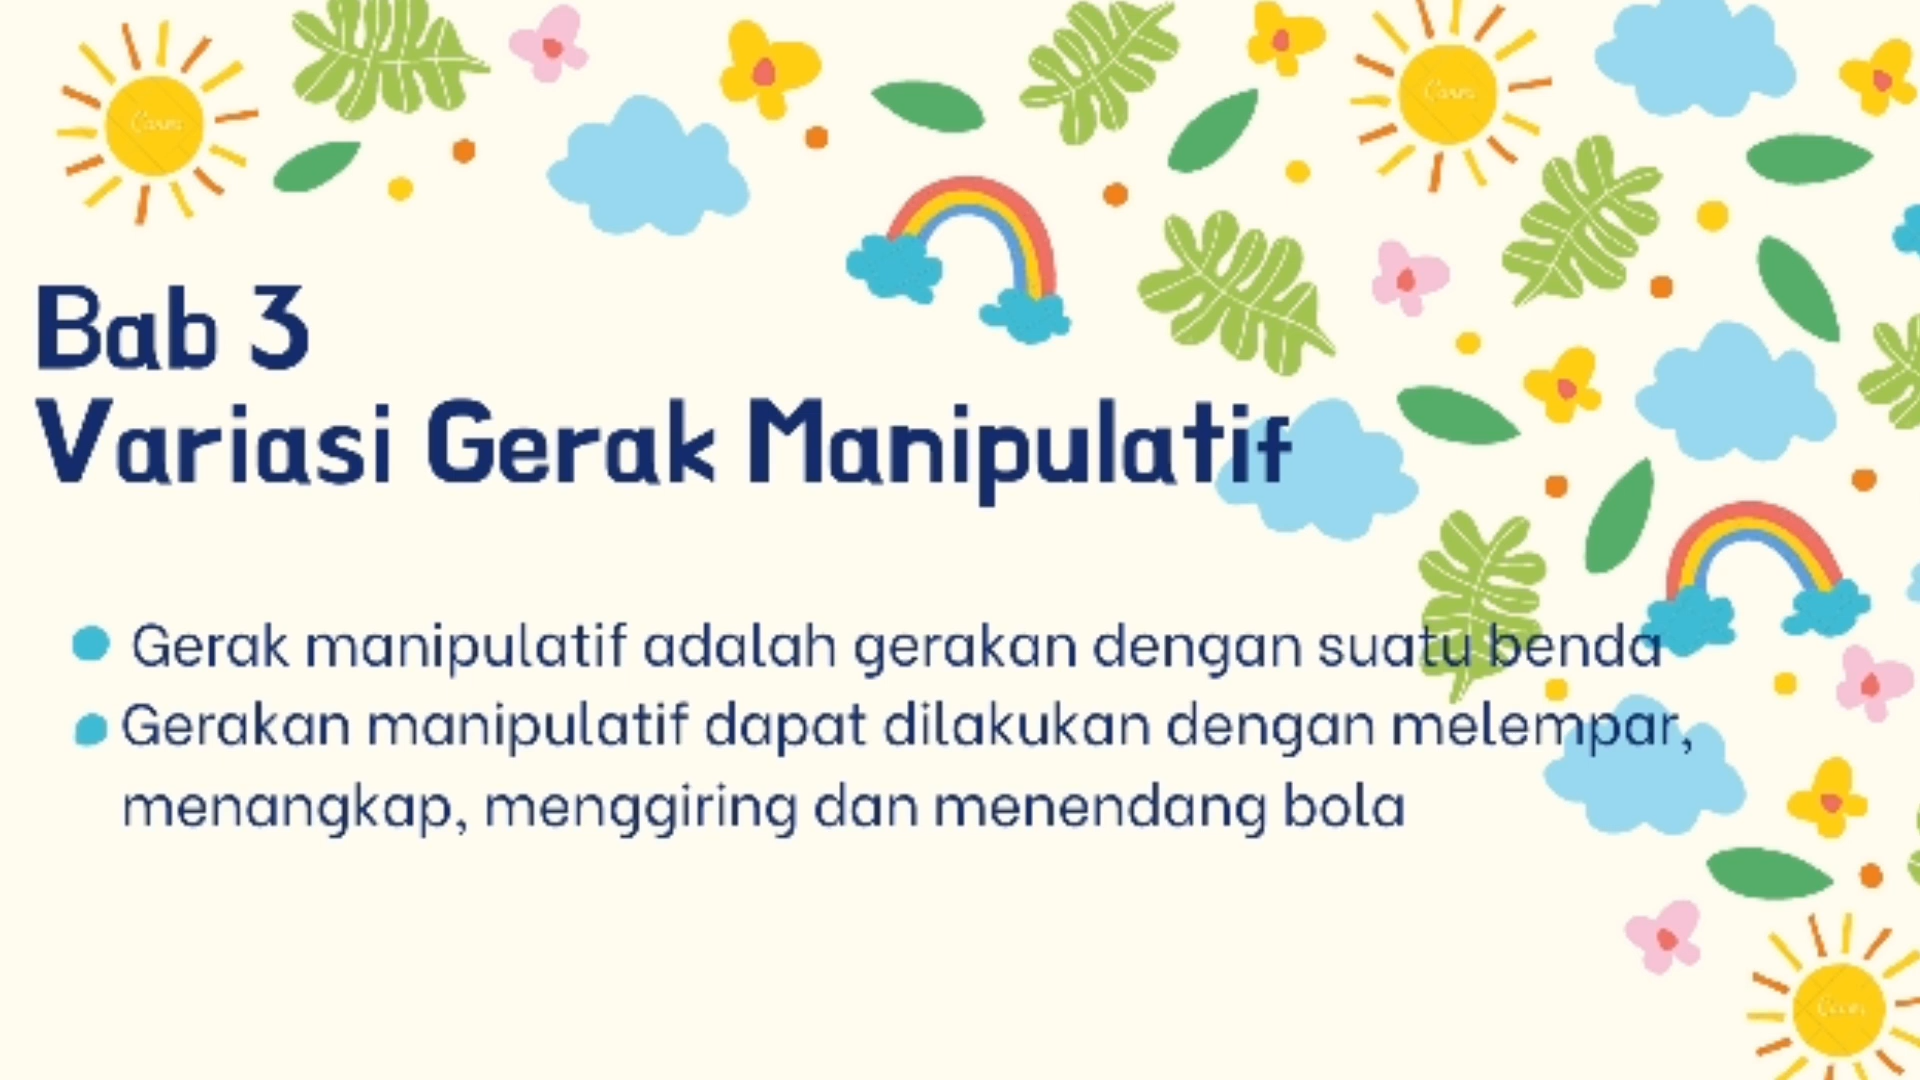 Bab 3
Variasi Gerak Manipulatif
Gerak manipulatif adalah gerakan dengan suatu benda
Gerakan manipulatif dapat dilakukan dengan melempar,
menangkap, menggiring dan menendang bola